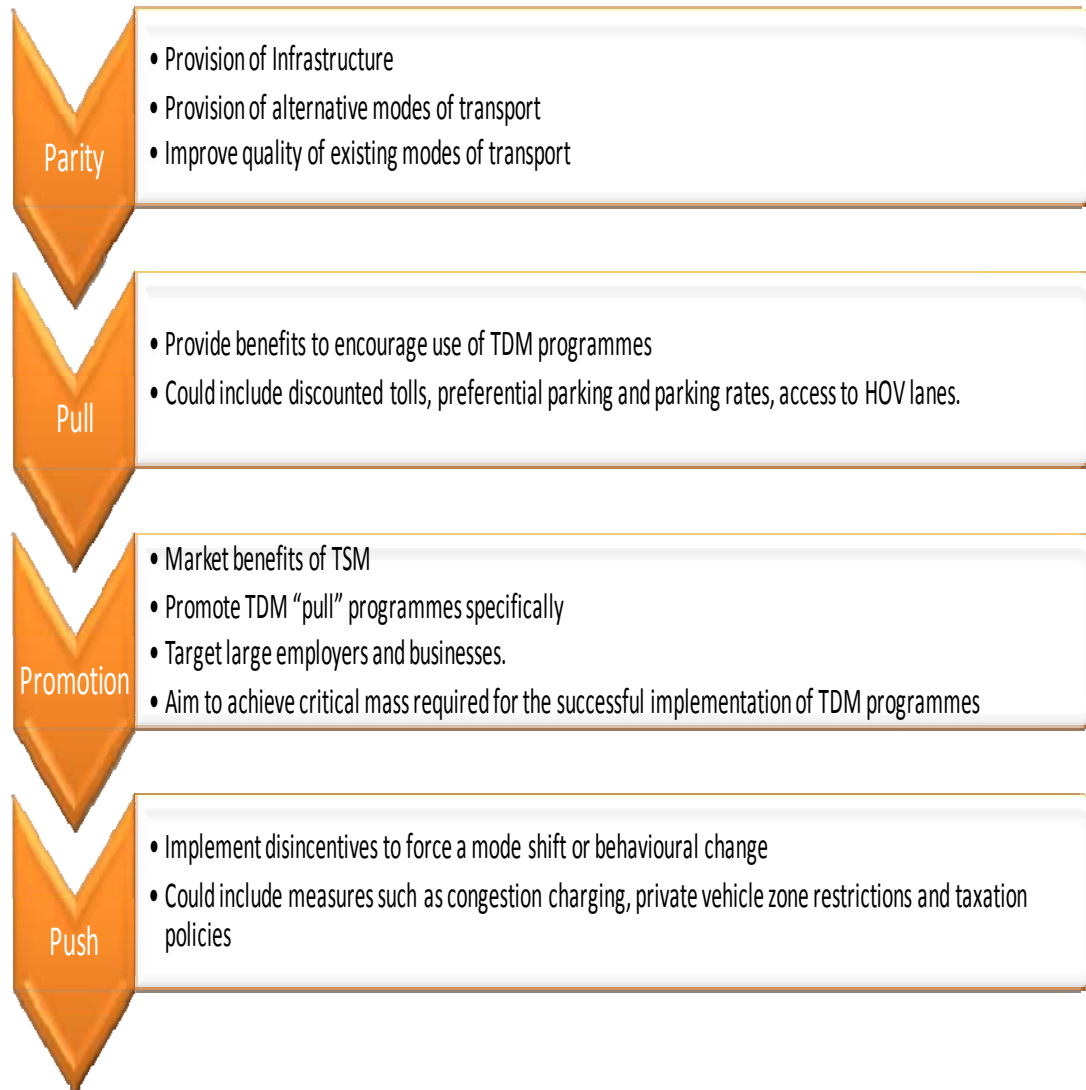 Parity
• Provision of Infrastructure
• Provision of alternative modes of transport
• Improve quality of existing modes of transport
Pull
• Provide benefits to encourage use of TDM programmes
• Could include discounted tolls, preferential parking and parking rates, access to HOV lanes.
Promotion
• Market benefits of TSM
• Promote TDM “pull” programmes specifically
• Target large employers and businesses.
• Aim to achieve critical mass required for the successful implementation of TDM programmes
Push
• Implement disincentives to force a mode shift or behavioural change
• Could include measures such as congestion charging, private vehicle zone restrictions and taxation
policies